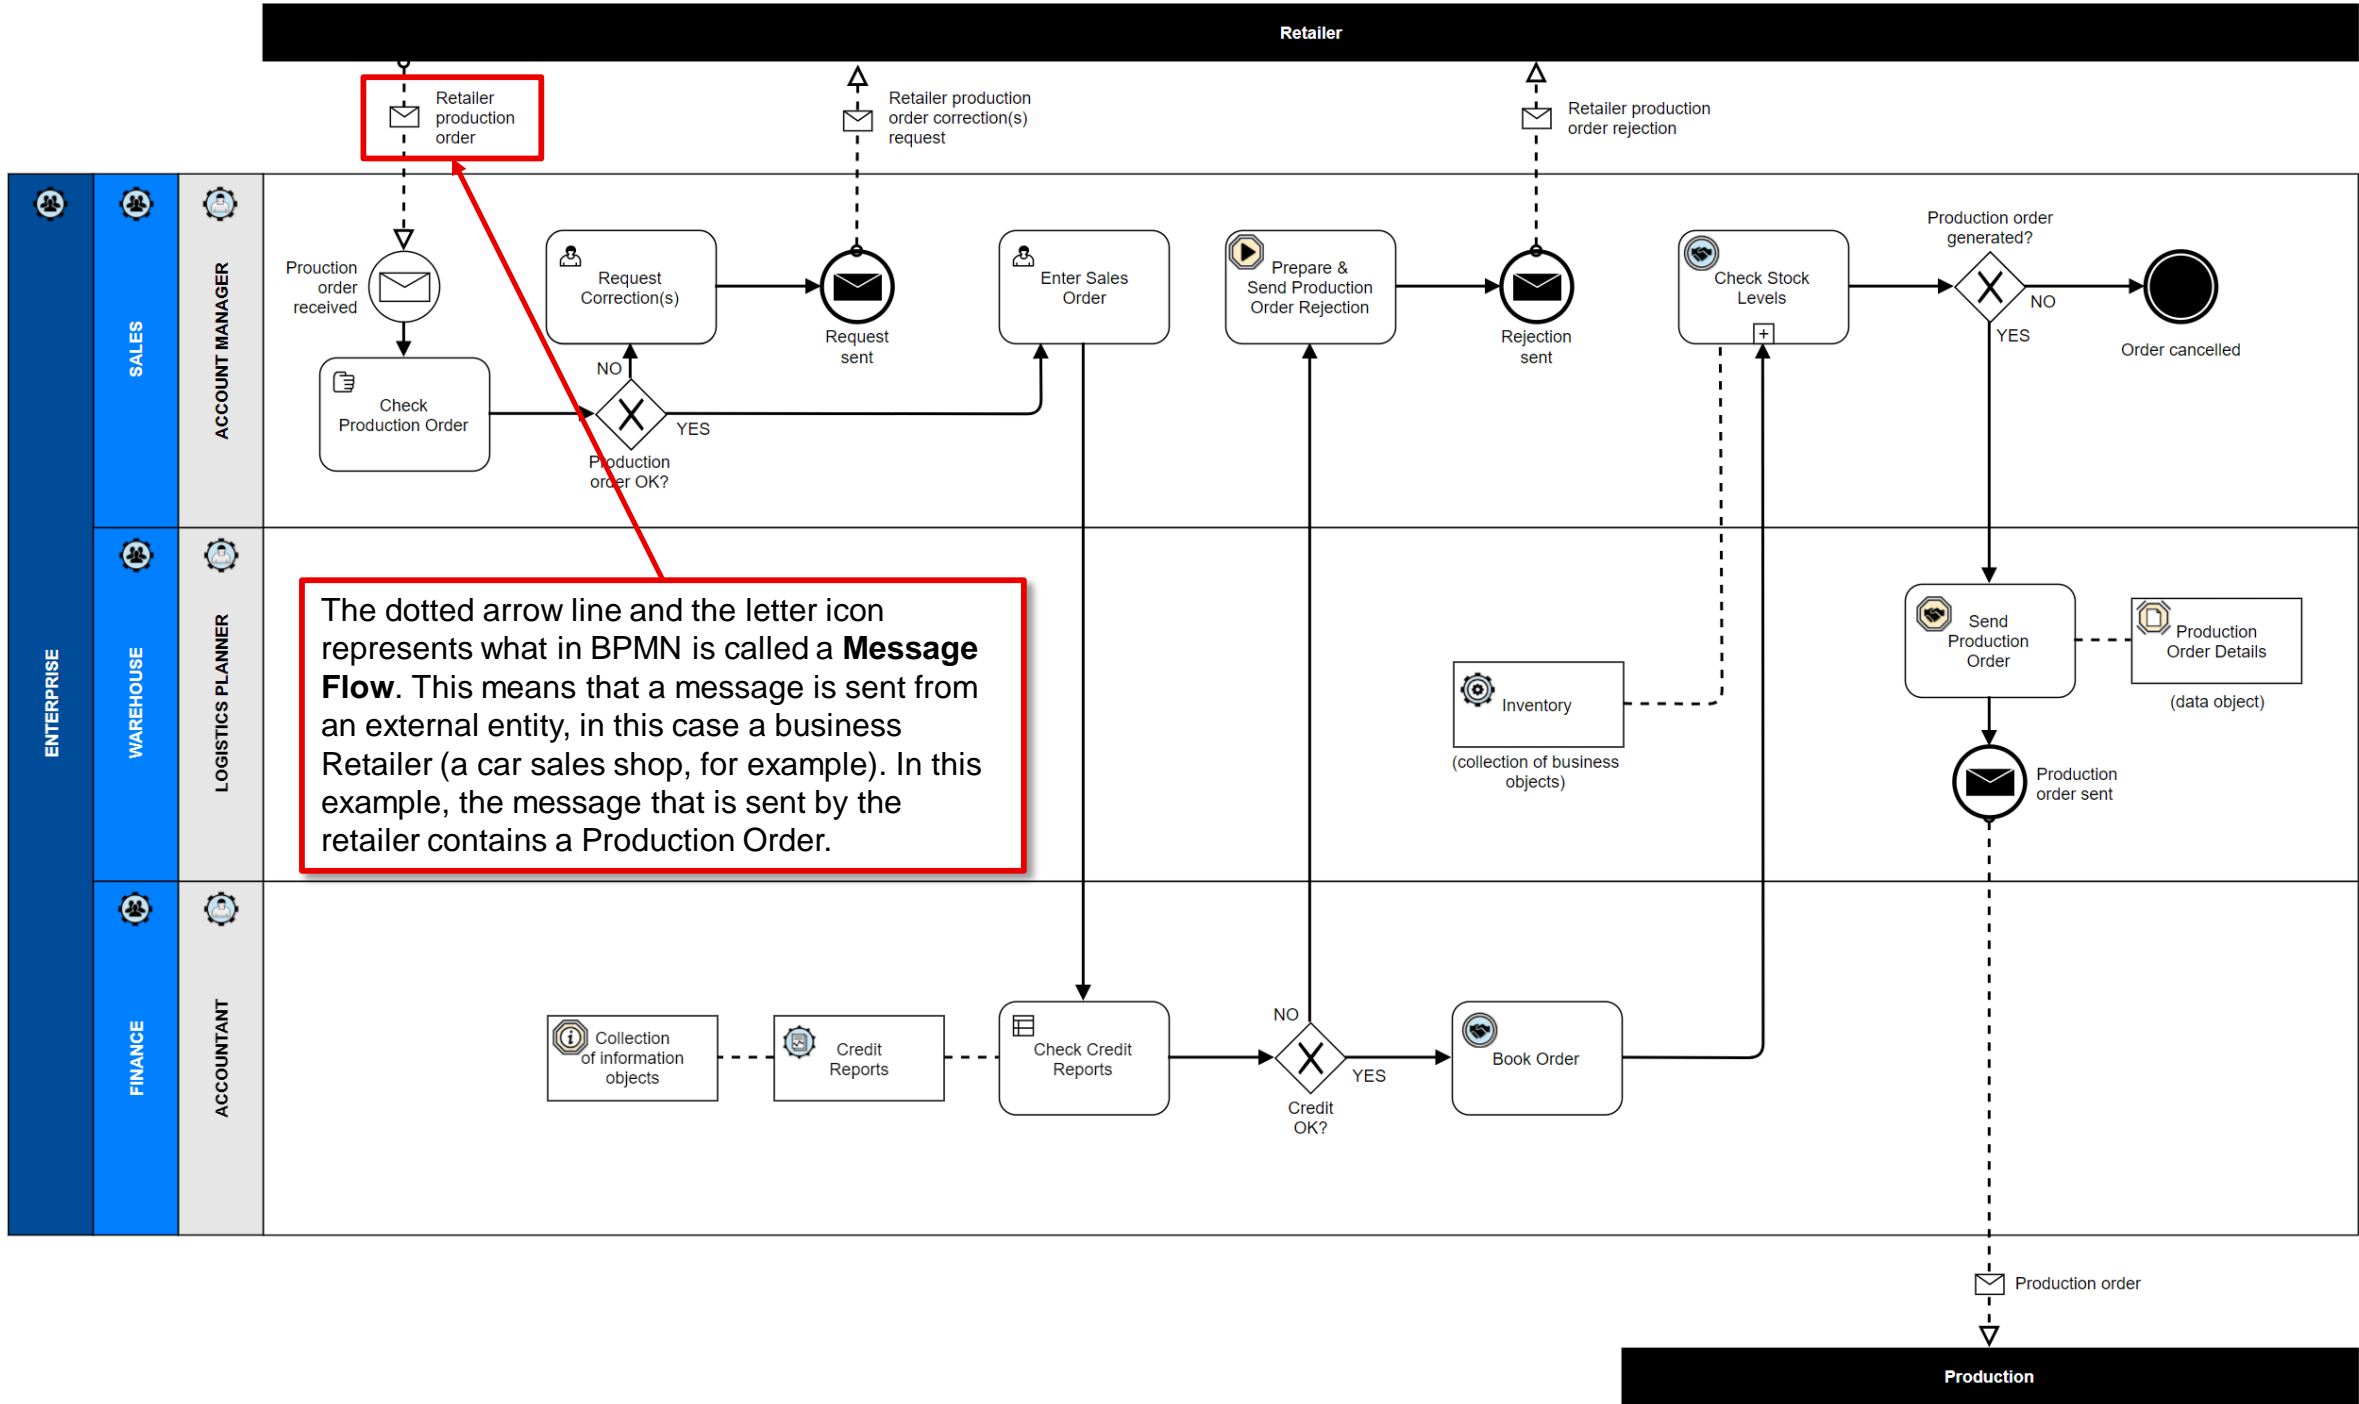 Retailer
Retailer
production
order
Retailer production
order correction(s)
request
Retailer production
order rejection
ENTERPRISE
SALES
ACCOUNT MANAGER
Prouction
order
received
Request
Correction(s)
Request
sent
Enter Sales
Order
Prepare &
Send Production
Order Rejection
Rejection
sent
Check Stock
Levels
Production order
generated?
NO
YES
Order cancelled
Check
Production Order
NO
YES
Production
order OK?
WAREHOUSE
LOGISTICS PLANNER
The dotted arrow line and the letter icon
represents what in BPMN is called a Message
Flow. This means that a message is sent from
an external entity, in this case a business
Retailer (a car sales shop, for example). In this
example, the message that is sent by the
retailer contains a Production Order.
Inventory
(collection of business
objects)
Send
Production
Order
Production
Order Details
(data object)
Production
order sent
FINANCE
ACCOUNTANT
Collection
of information
objects
Credit
Reports
Check Credit
Reports
NO
YES
Credit
OK?
Book Order
Production order
Production